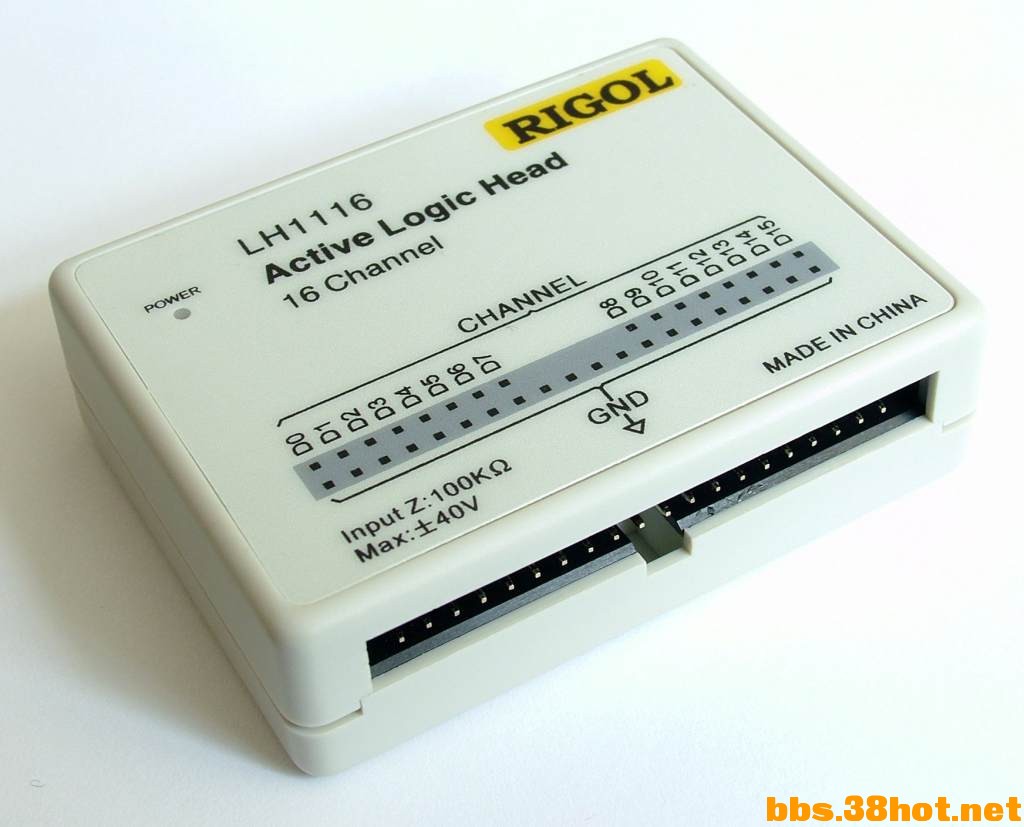 RIGOL
LH1116
Active Logic Head
16 Channel
POWER
CHANNEL
D0 D1 D2 D3 D4 D5 D6 D7 D8 D9 D10 D11 D12 D13 D14 D15
GND
MADE IN CHINA
Input Z:100KΩ
Max:±40V
bbs.38hot.net